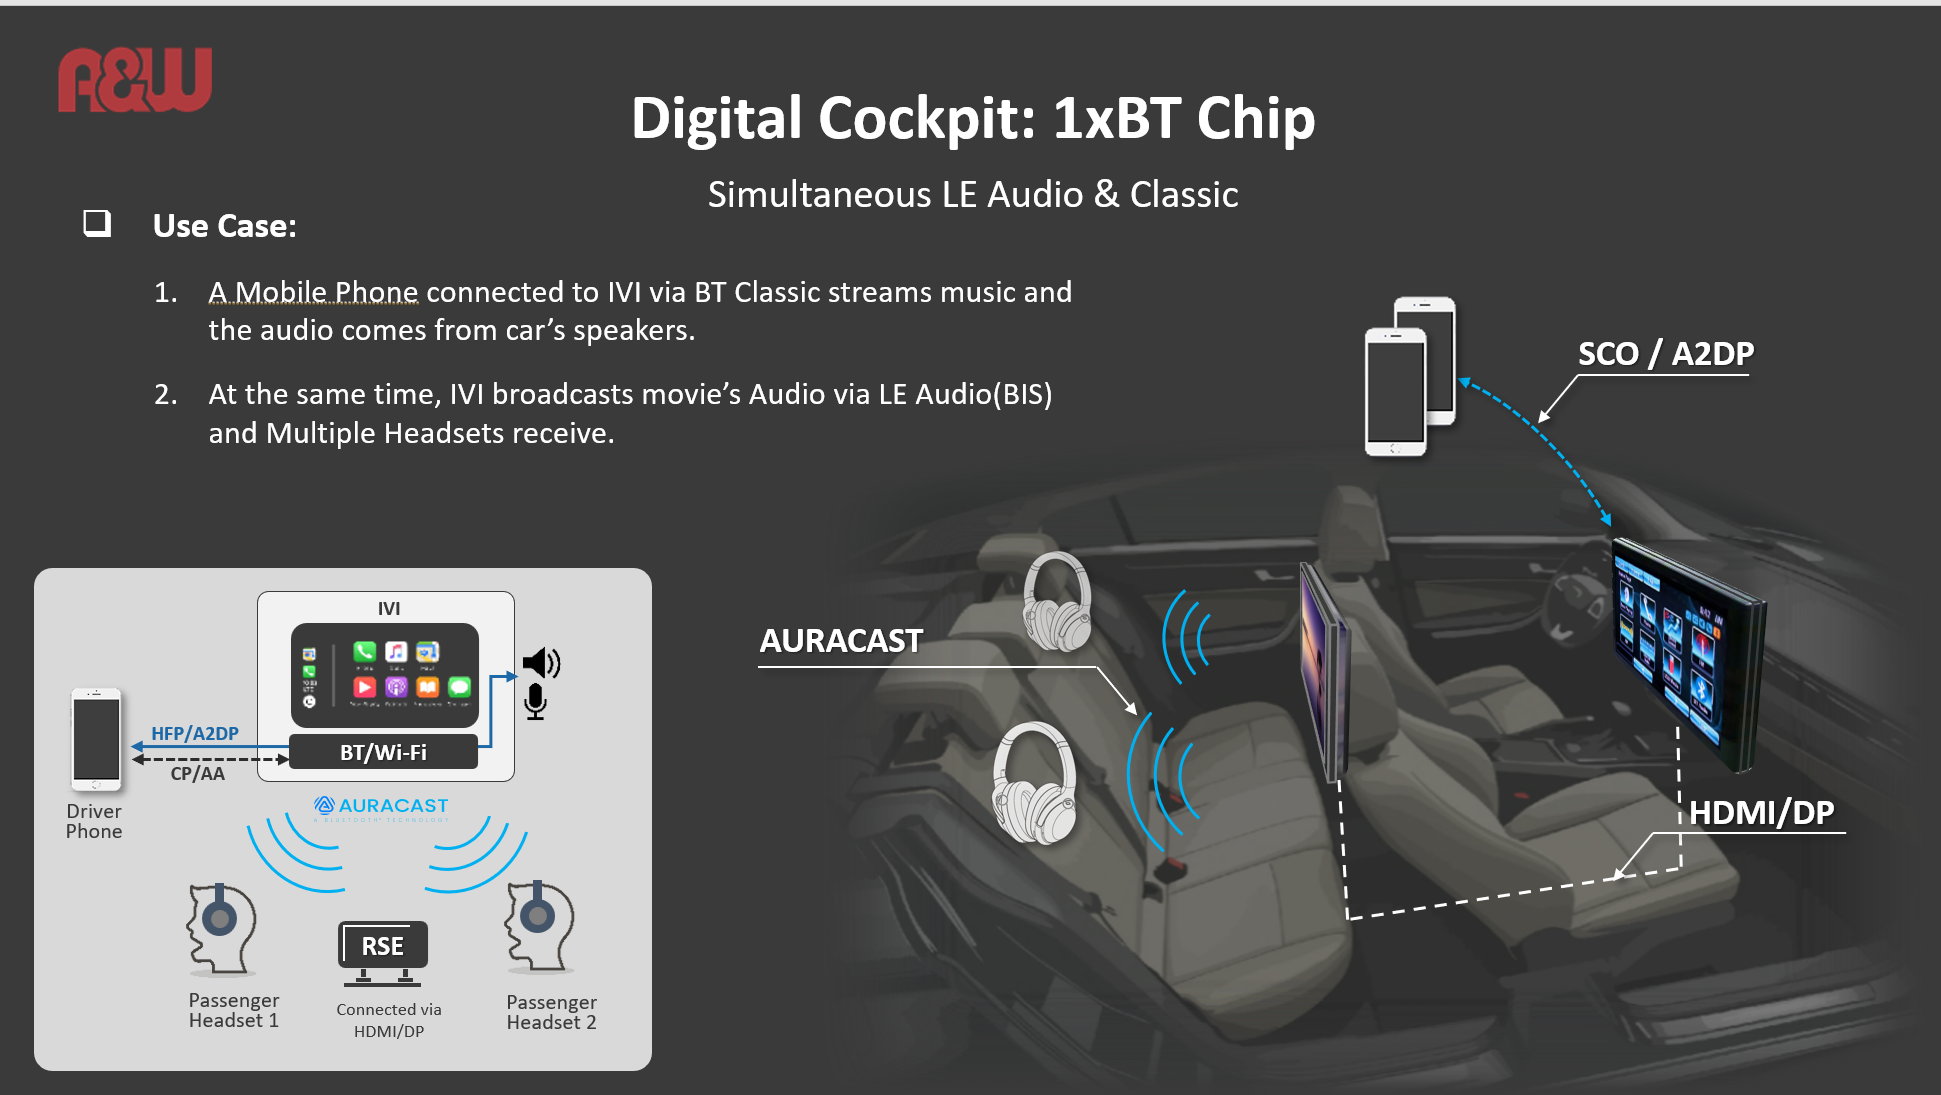 A&W
Digital Cockpit: 1xBT Chip
Simultaneous LE Audio & Classic
Use Case:
1. A Mobile Phone connected to IVI via BT Classic streams music and
the audio comes from car’s speakers.
2. At the same time, IVI broadcasts movie’s Audio via LE Audio(BIS)
and Multiple Headsets receive.
SCO / A2DP
AURACAST
HDMI/DP
IVI
BT/Wi-Fi
HFP/A2DP
CP/AA
Driver
Phone
AURACAST
A BLUETOOTH® TECHNOLOGY
RSE
Passenger
Headset 1
Connected via
HDMI/DP
Passenger
Headset 2